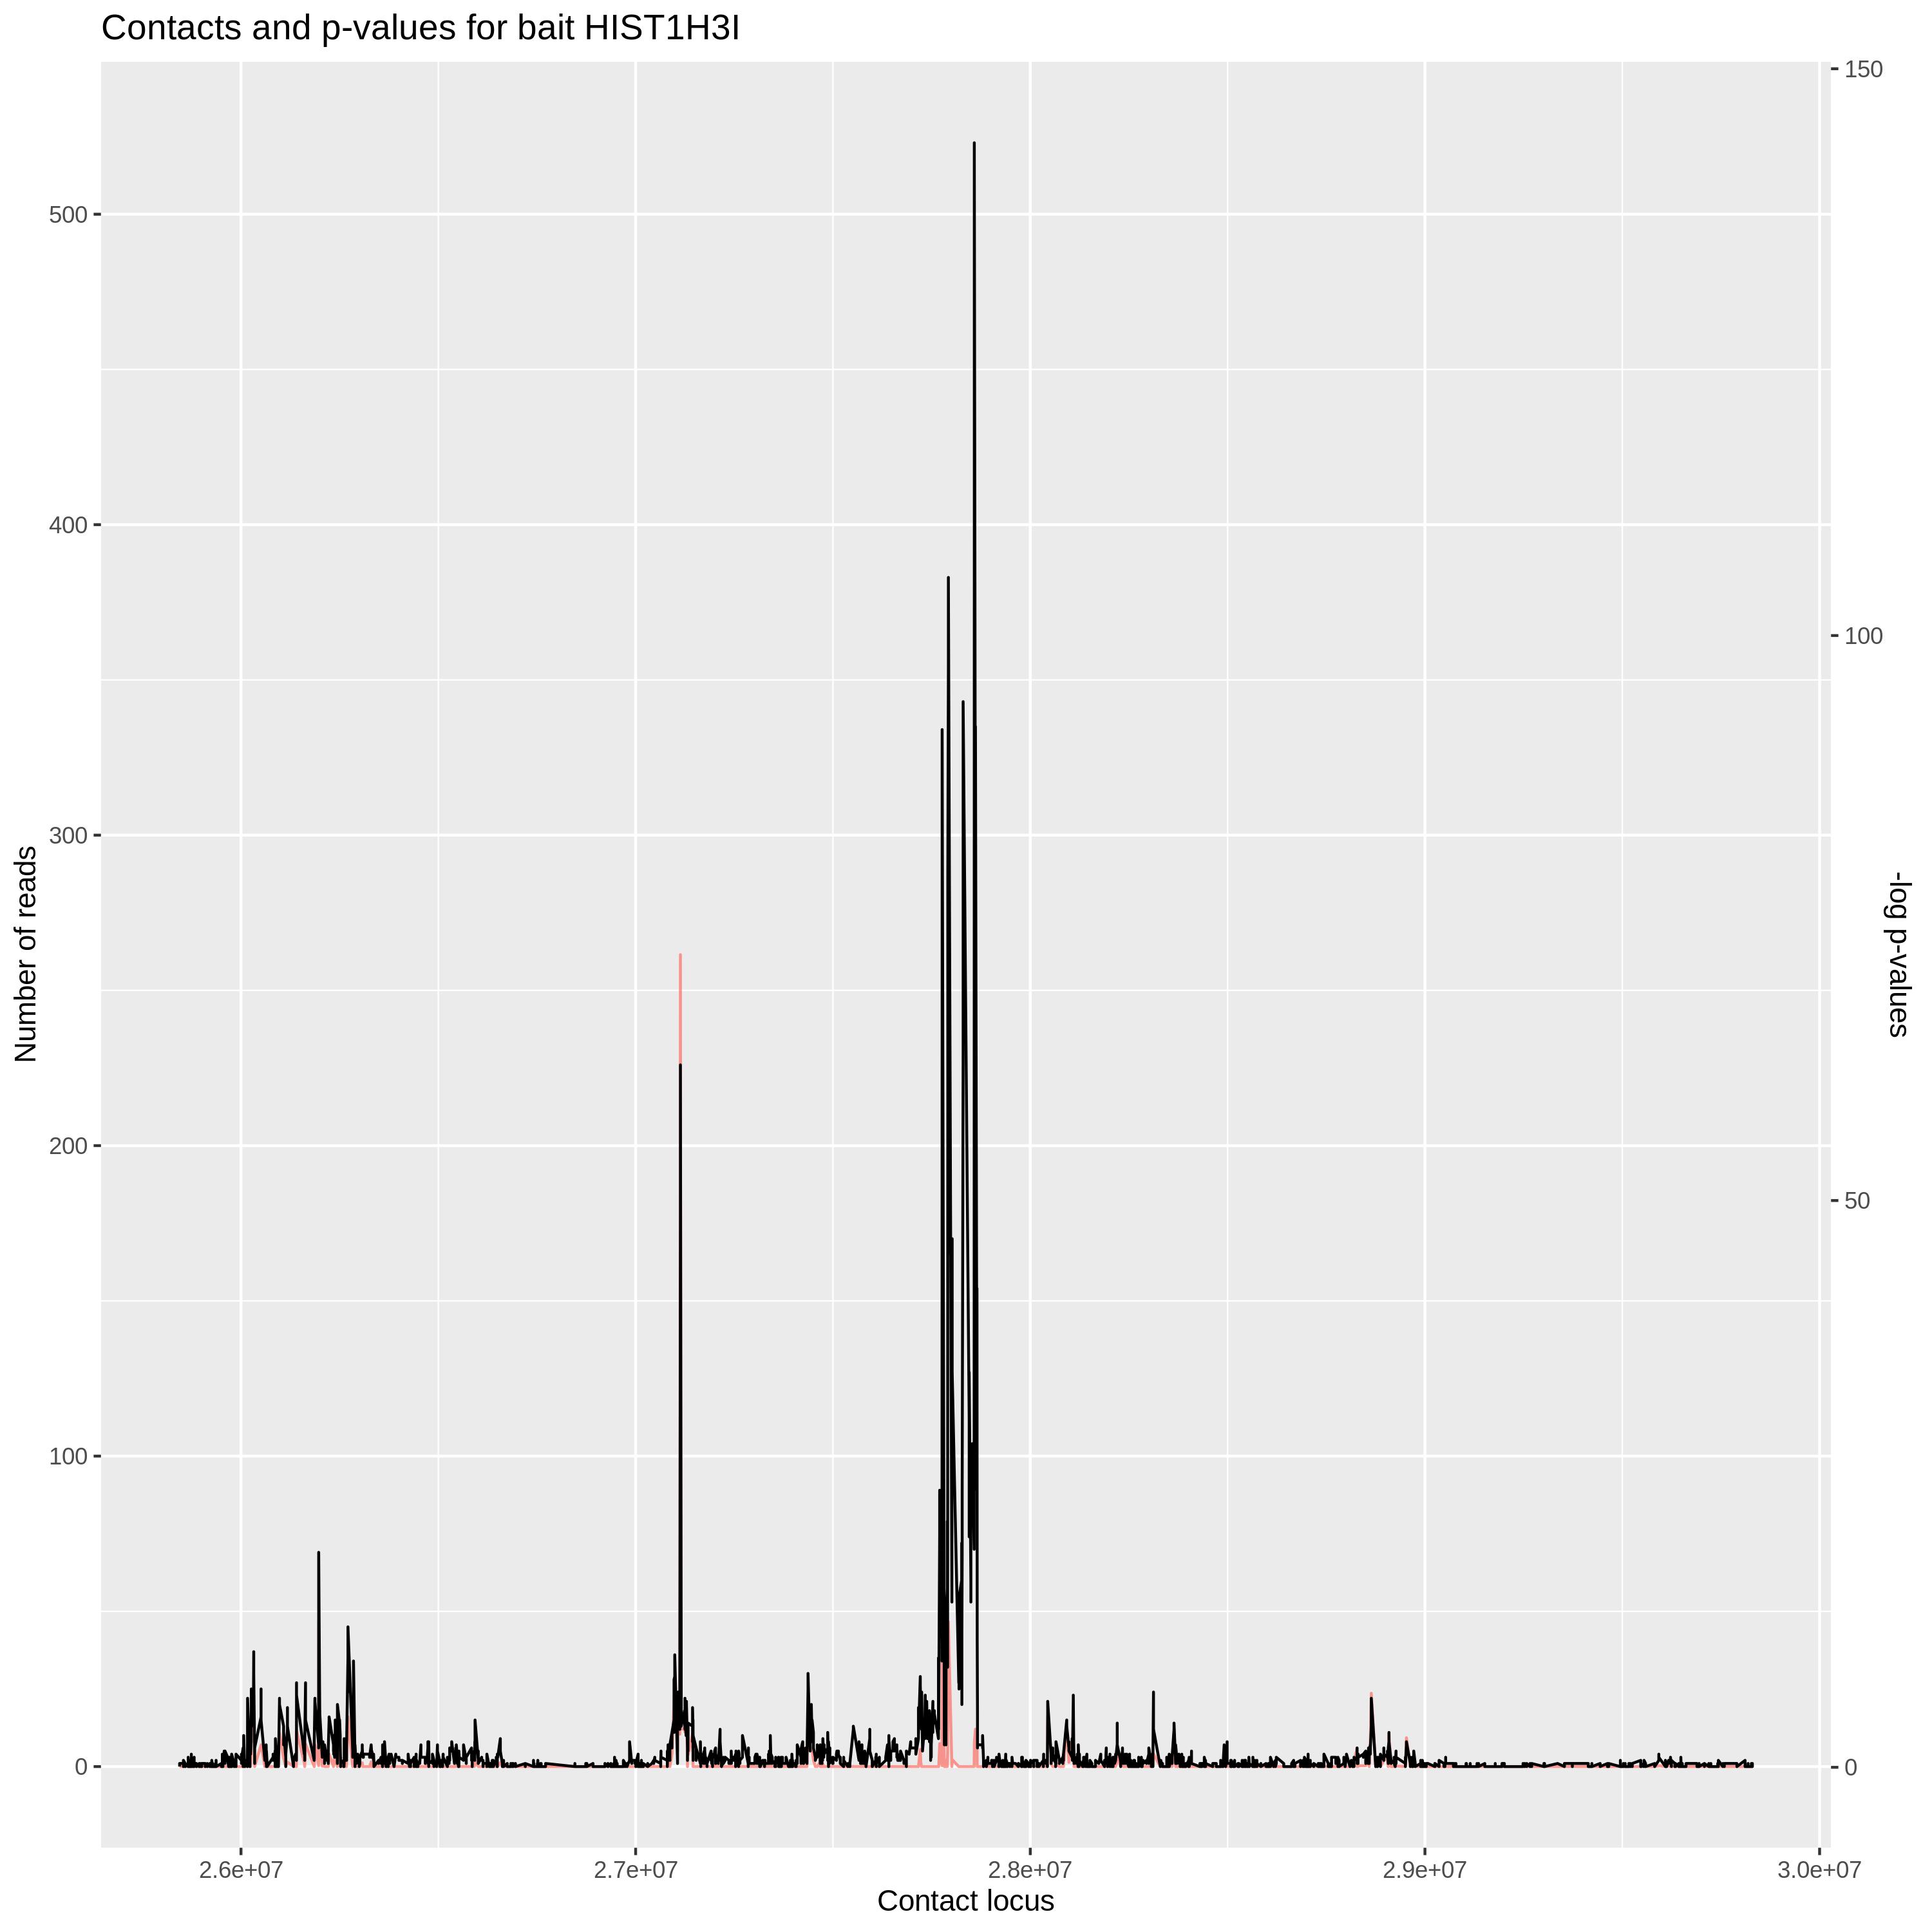 Contacts and p-values for bait HIST1H3I
150
500
400
100
300
Number of reads
-log p-values
200
50
100
0
0
2.6e+07
2.7e+07
2.8e+07
2.9e+07
3.0e+07
Contact locus